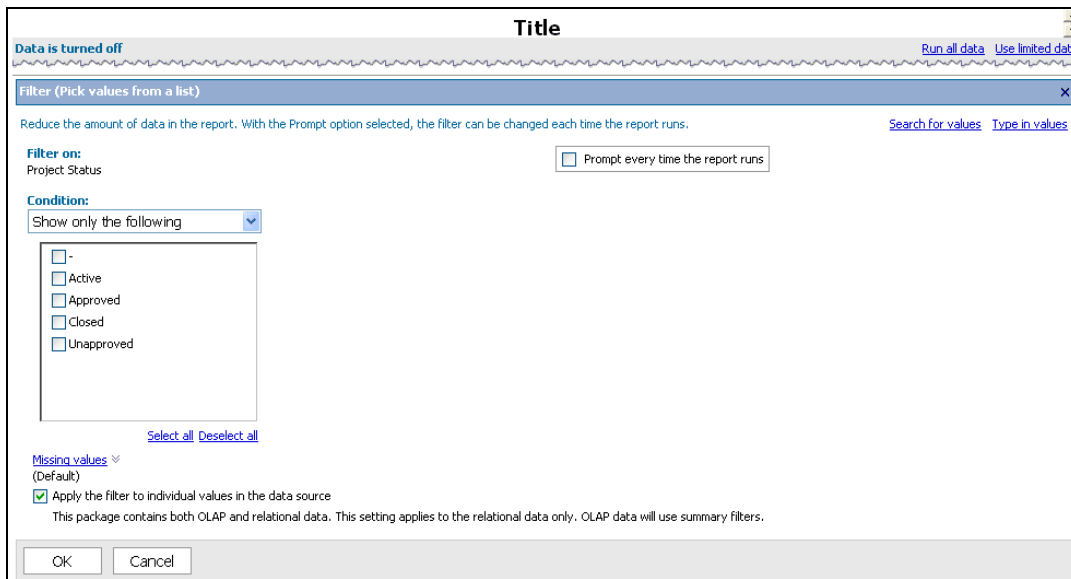 Title
Data is turned off
Run all data Use limited dat
Filter (Pick values from a list)
Reduce the amount of data in the report. With the Prompt option selected, the filter can be changed each time the report runs.
Search for values Type in values
Filter on:
Project Status
Prompt every time the report runs
Condition:
Show only the following
-
Active
Approved
Closed
Unapproved
Select all Deselect all
Missing values
(Default)
Apply the filter to individual values in the data source
This package contains both OLAP and relational data. This setting applies to the relational data only. OLAP data will use summary filters.
OK Cancel